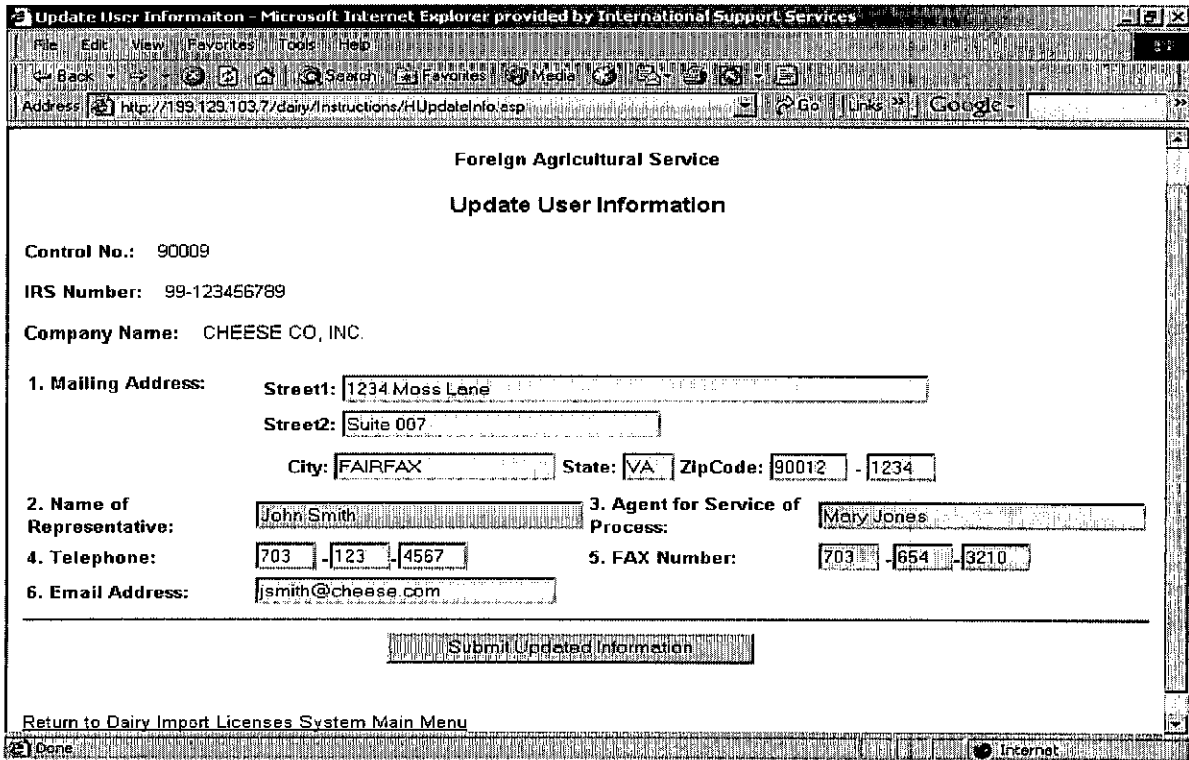 Update User Informaiton - Microsoft Internet Explorer provided by International Support Services
File Edit View Favorites Tools Help
Back Search Favorites Media
Address http://199.129.103.7/dairy/Instructions/HUpdateInfo.asp Go Links » Google - »
Foreign Agricultural Service
Update User Information
Control No.: 90009
IRS Number: 99-123456789
Company Name: CHEESE CO, INC.
1. Mailing Address: Street1: 1234 Moss Lane
Street2: Suite 007
City: FAIRFAX State: VA ZipCode: 90012 - 1234
2. Name of Representative: John Smith 3. Agent for Service of Process: Mary Jones
4. Telephone: 703 - 123 - 4567 5. FAX Number: 703 - 654 - 3210
6. Email Address: jsmith@cheese.com
Submit Updated Information
Return to Dairy Import Licenses System Main Menu
Done Internet